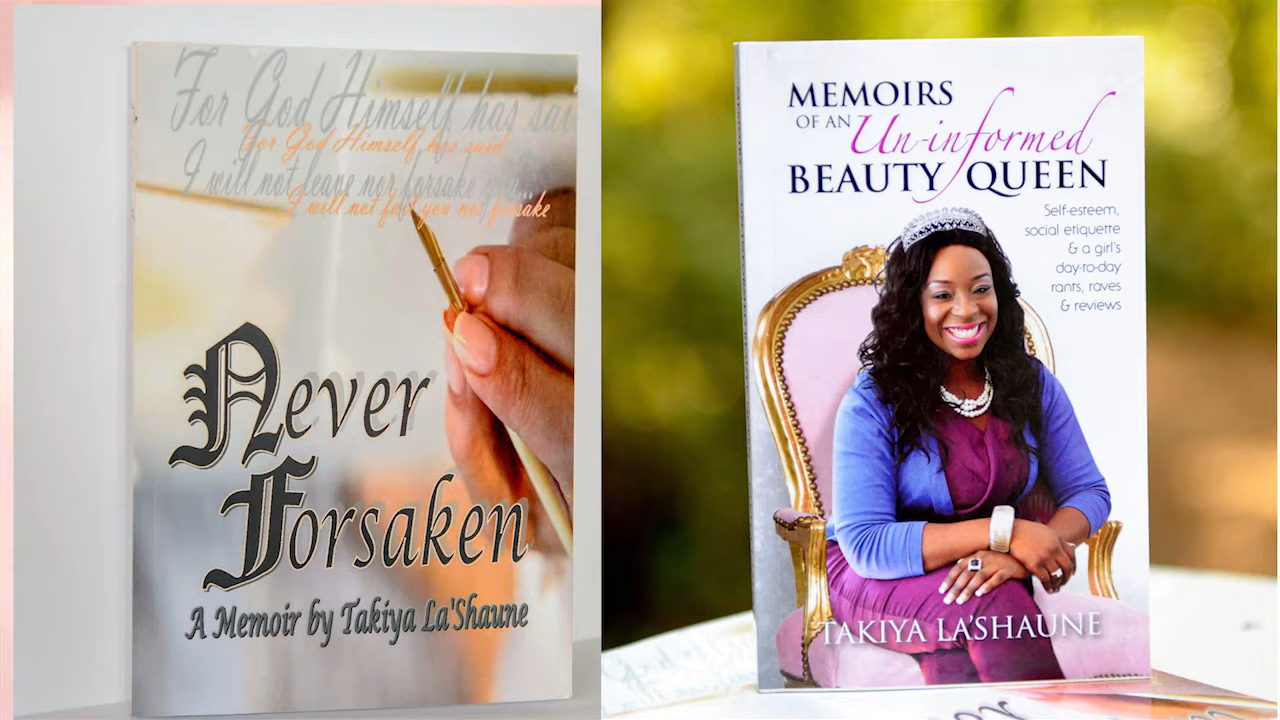 For God Himself has sai
For God Himself has said
I will not leave nor forsake you...
I will not fail you nor forsake
Never
Forsaken
A Memoir by Takiya La'Shaune
MEMOIRS
OF AN Un-informed
BEAUTY QUEEN
Self-esteem,
social etiquette
& a girl's
day-to-day
rants, raves
& reviews
TAKIYA LA'SHAUNE